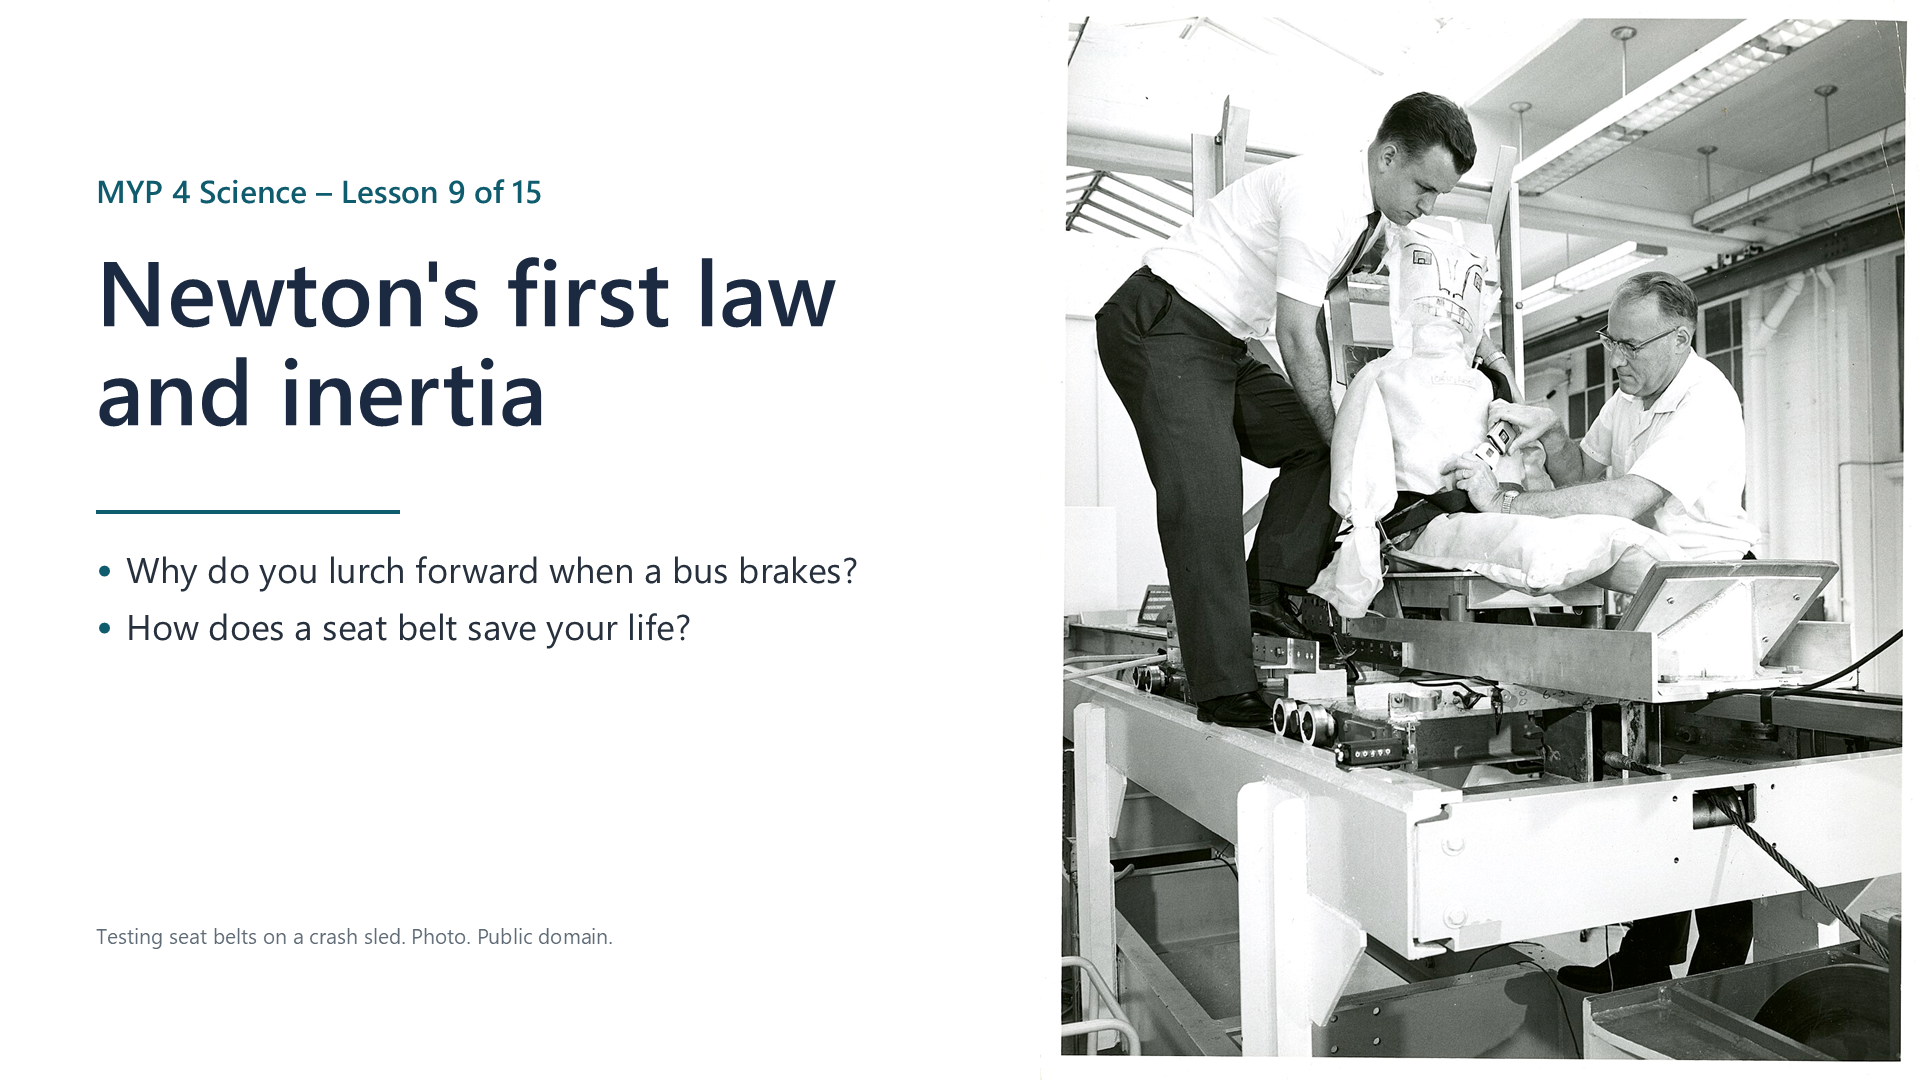 MYP 4 Science – Lesson 9 of 15
Newton's first law
and inertia
• Why do you lurch forward when a bus brakes?
• How does a seat belt save your life?
Testing seat belts on a crash sled. Photo. Public domain.